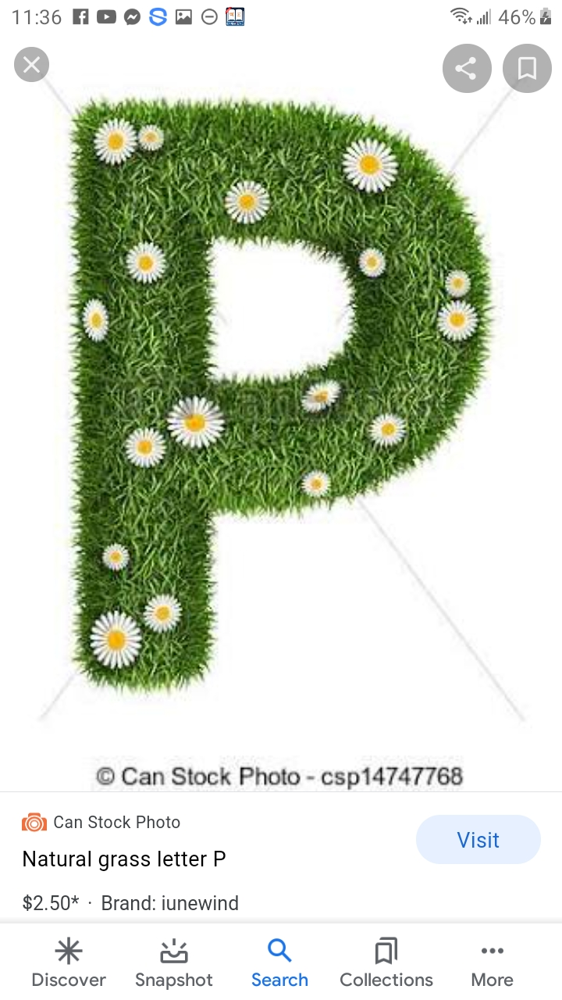 11:36
46%
P
© Can Stock Photo - csp14747768
Can Stock Photo
Visit
Natural grass letter P
$2.50* · Brand: iunewind
Discover
Snapshot
Search
Collections
More